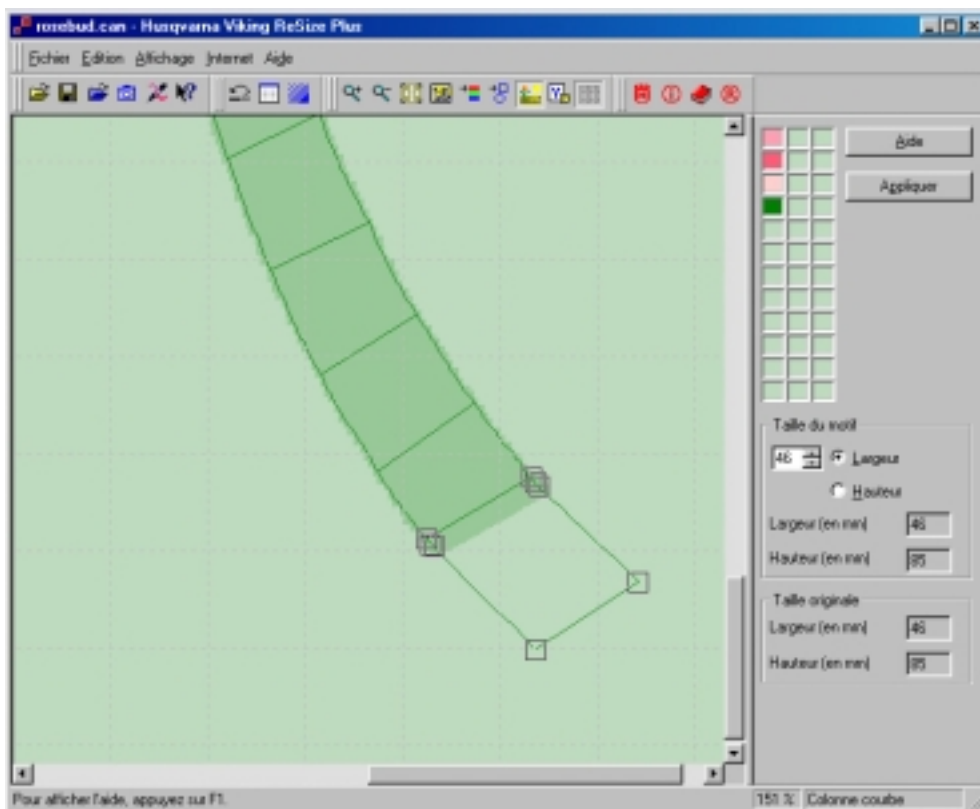 rosebud.can - Husqvarna Viking ReSize Plus
Fichier Edition Affichage Internet Aide
Aide
Appliquer
Taille du motif
46 Largeur
Hauteur
Largeur (en mm) 46
Hauteur (en mm) 85
Taille originale
Largeur (en mm) 46
Hauteur (en mm) 85
Pour afficher l'aide, appuyez sur F1.
151 % Colonne courbe